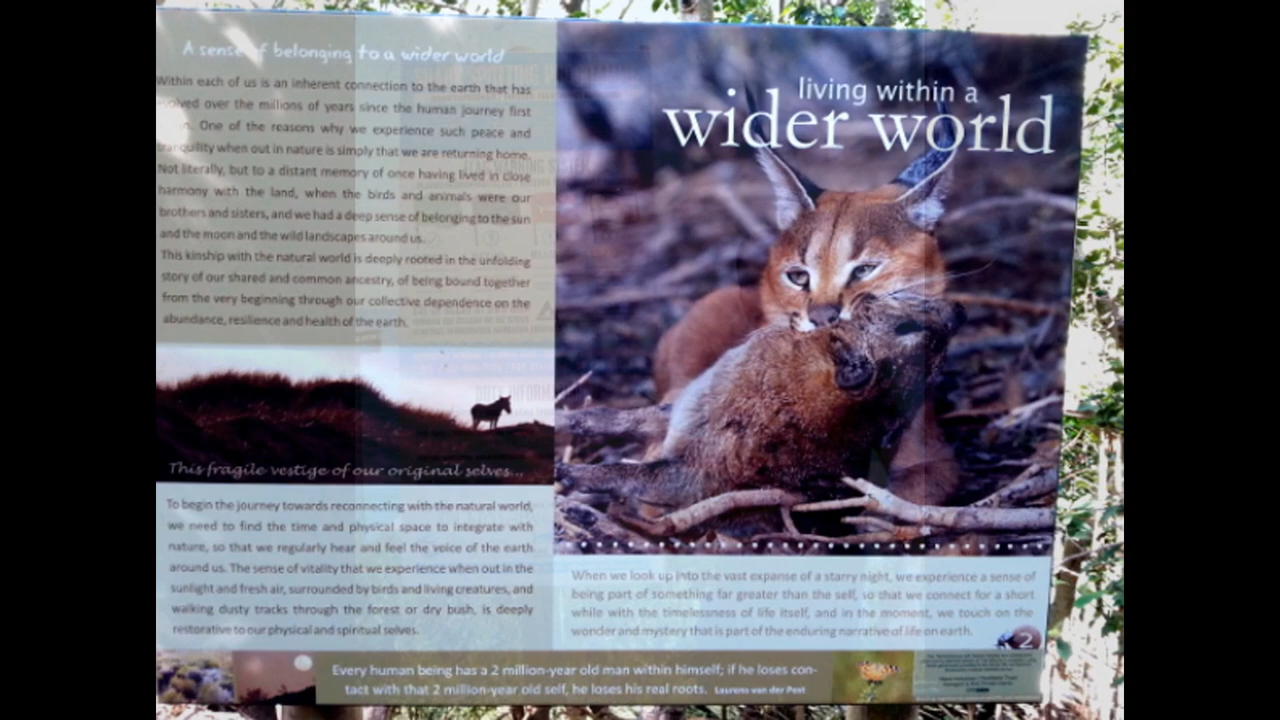 A sense of belonging to a wider world
Within each of us is an inherent connection to the earth that has
evolved over the millions of years since the human journey first
One of the reasons why we experience such peace and
tranquility when out in nature is simply that we are returning home.
Not literally, but to a distant memory of once having lived in close
harmony with the land, when the birds and animals were our
brothers and sisters, and we had a deep sense of belonging to the sun
and the moon and the wild landscapes around us.
This kinship with the natural world is deeply rooted in the unfolding
story of our shared and common ancestry, of being bound together
from the very beginning through our collective dependence on the
abundance, resilience and health of the earth.
This fragile vestige of our original selves...
To begin the journey towards reconnecting with the natural world,
we need to find the time and physical space to integrate with
nature, so that we regularly hear and feel the voice of the earth
around us. The sense of vitality that we experience when out in the
sunlight and fresh air, surrounded by birds and living creatures, and
walking dusty tracks through the forest or dry bush, is deeply
restorative to our physical and spiritual selves.
living within a
wider world
When we look up into the vast expanse of a starry night, we experience a sense of
being part of something far greater than the self, so that we connect for a short
while with the timelessness of life itself, and in the moment, we touch on the
wonder and mystery that is part of the enduring narrative of life on earth.
2
Every human being has a 2 million-year old man within himself; if he loses con-
tact with that 2 million-year old self, he loses his real roots. Laurens van der Post